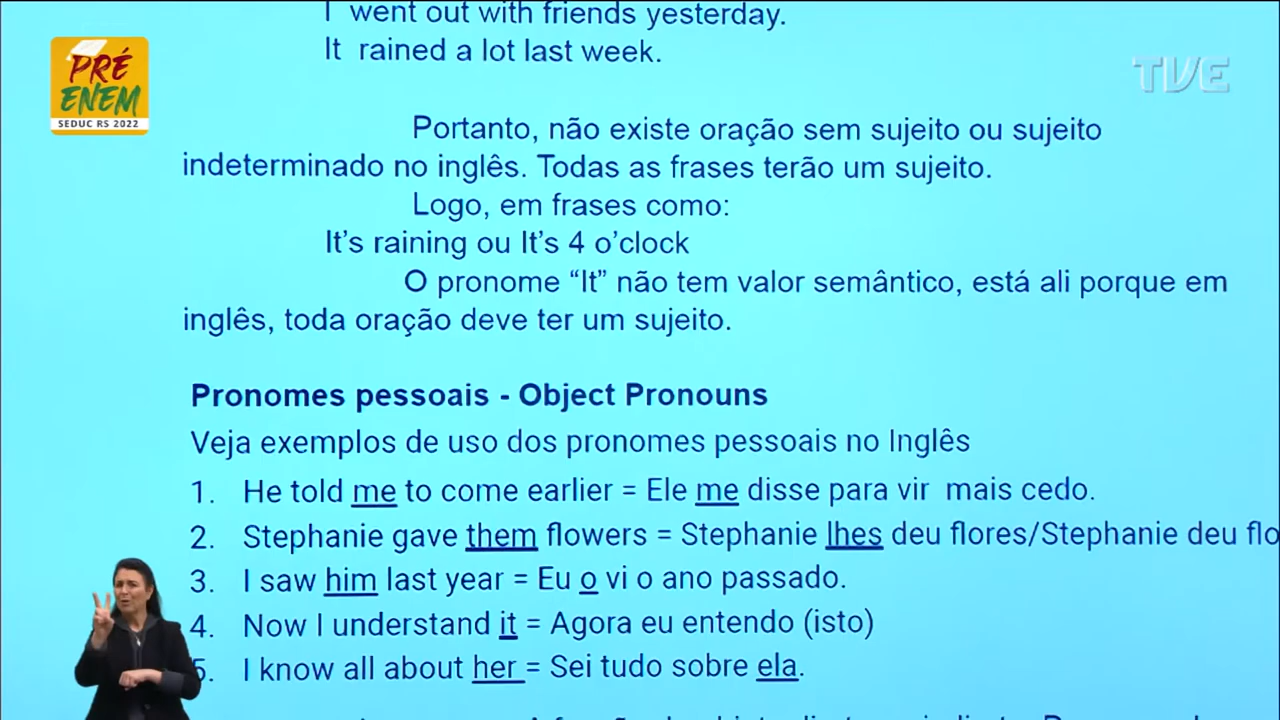 I went out with friends yesterday.
It rained a lot last week.
PRÉ
ENEM
SEDUC RS 2022
TVE
Portanto, não existe oração sem sujeito ou sujeito
indeterminado no inglês. Todas as frases terão um sujeito.
Logo, em frases como:
It's raining ou It's 4 o'clock
O pronome “It” não tem valor semântico, está ali porque em
inglês, toda oração deve ter um sujeito.
Pronomes pessoais - Object Pronouns
Veja exemplos de uso dos pronomes pessoais no Inglês
1. He told me to come earlier = Ele me disse para vir mais cedo.
2. Stephanie gave them flowers = Stephanie lhes deu flores/Stephanie deu flo
3. I saw him last year = Eu o vi o ano passado.
4. Now I understand it = Agora eu entendo (isto)
5. I know all about her = Sei tudo sobre ela.